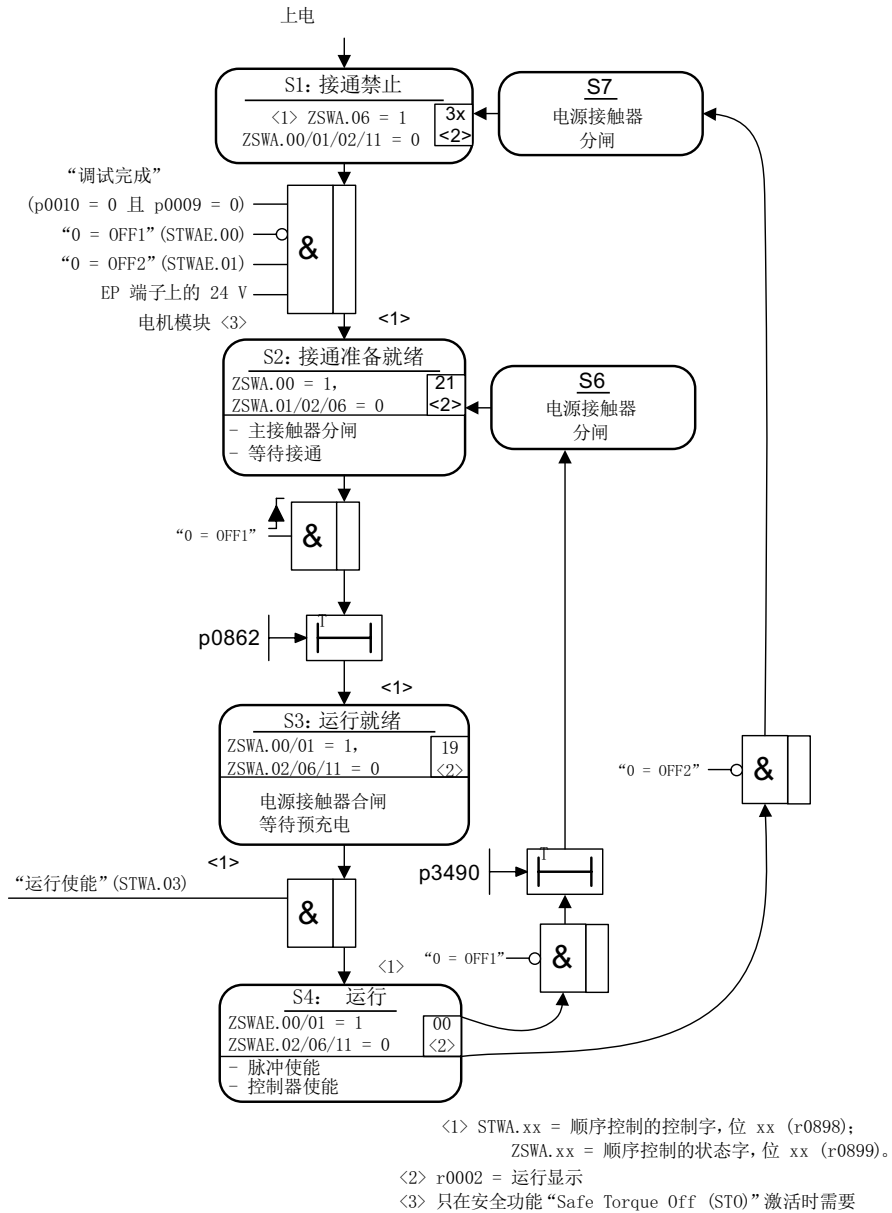 上电
S1: 接通禁止
<1> ZSWA.06 = 1
ZSWA.00/01/02/11 = 0
3x
<2>
S7
电源接触器
分闸
“调试完成”
(p0010 = 0 且 p0009 = 0)
“0 = OFF1”(STWAE.00)
“0 = OFF2”(STWAE.01)
EP 端子上的 24 V
电机模块 <3>
&
<1>
S2: 接通准备就绪
ZSWA.00 = 1,
ZSWA.01/02/06 = 0
21
<2>
- 主接触器分闸
- 等待接通
S6
电源接触器
分闸
“0 = OFF1”
&
p0862
T
<1>
S3: 运行就绪
ZSWA.00/01 = 1,
ZSWA.02/06/11 = 0
19
<2>
电源接触器合闸
等待预充电
“0 = OFF2”
&
<1>
“运行使能”(STWA.03)
&
p3490
T
“0 = OFF1”
&
<1>
S4: 运行
ZSWAE.00/01 = 1
ZSWAE.02/06/11 = 0
00
<2>
- 脉冲使能
- 控制器使能
<1> STWA.xx = 顺序控制的控制字,位 xx (r0898);
ZSWA.xx = 顺序控制的状态字,位 xx (r0899)。
<2> r0002 = 运行显示
<3> 只在安全功能“Safe Torque Off (STO)”激活时需要